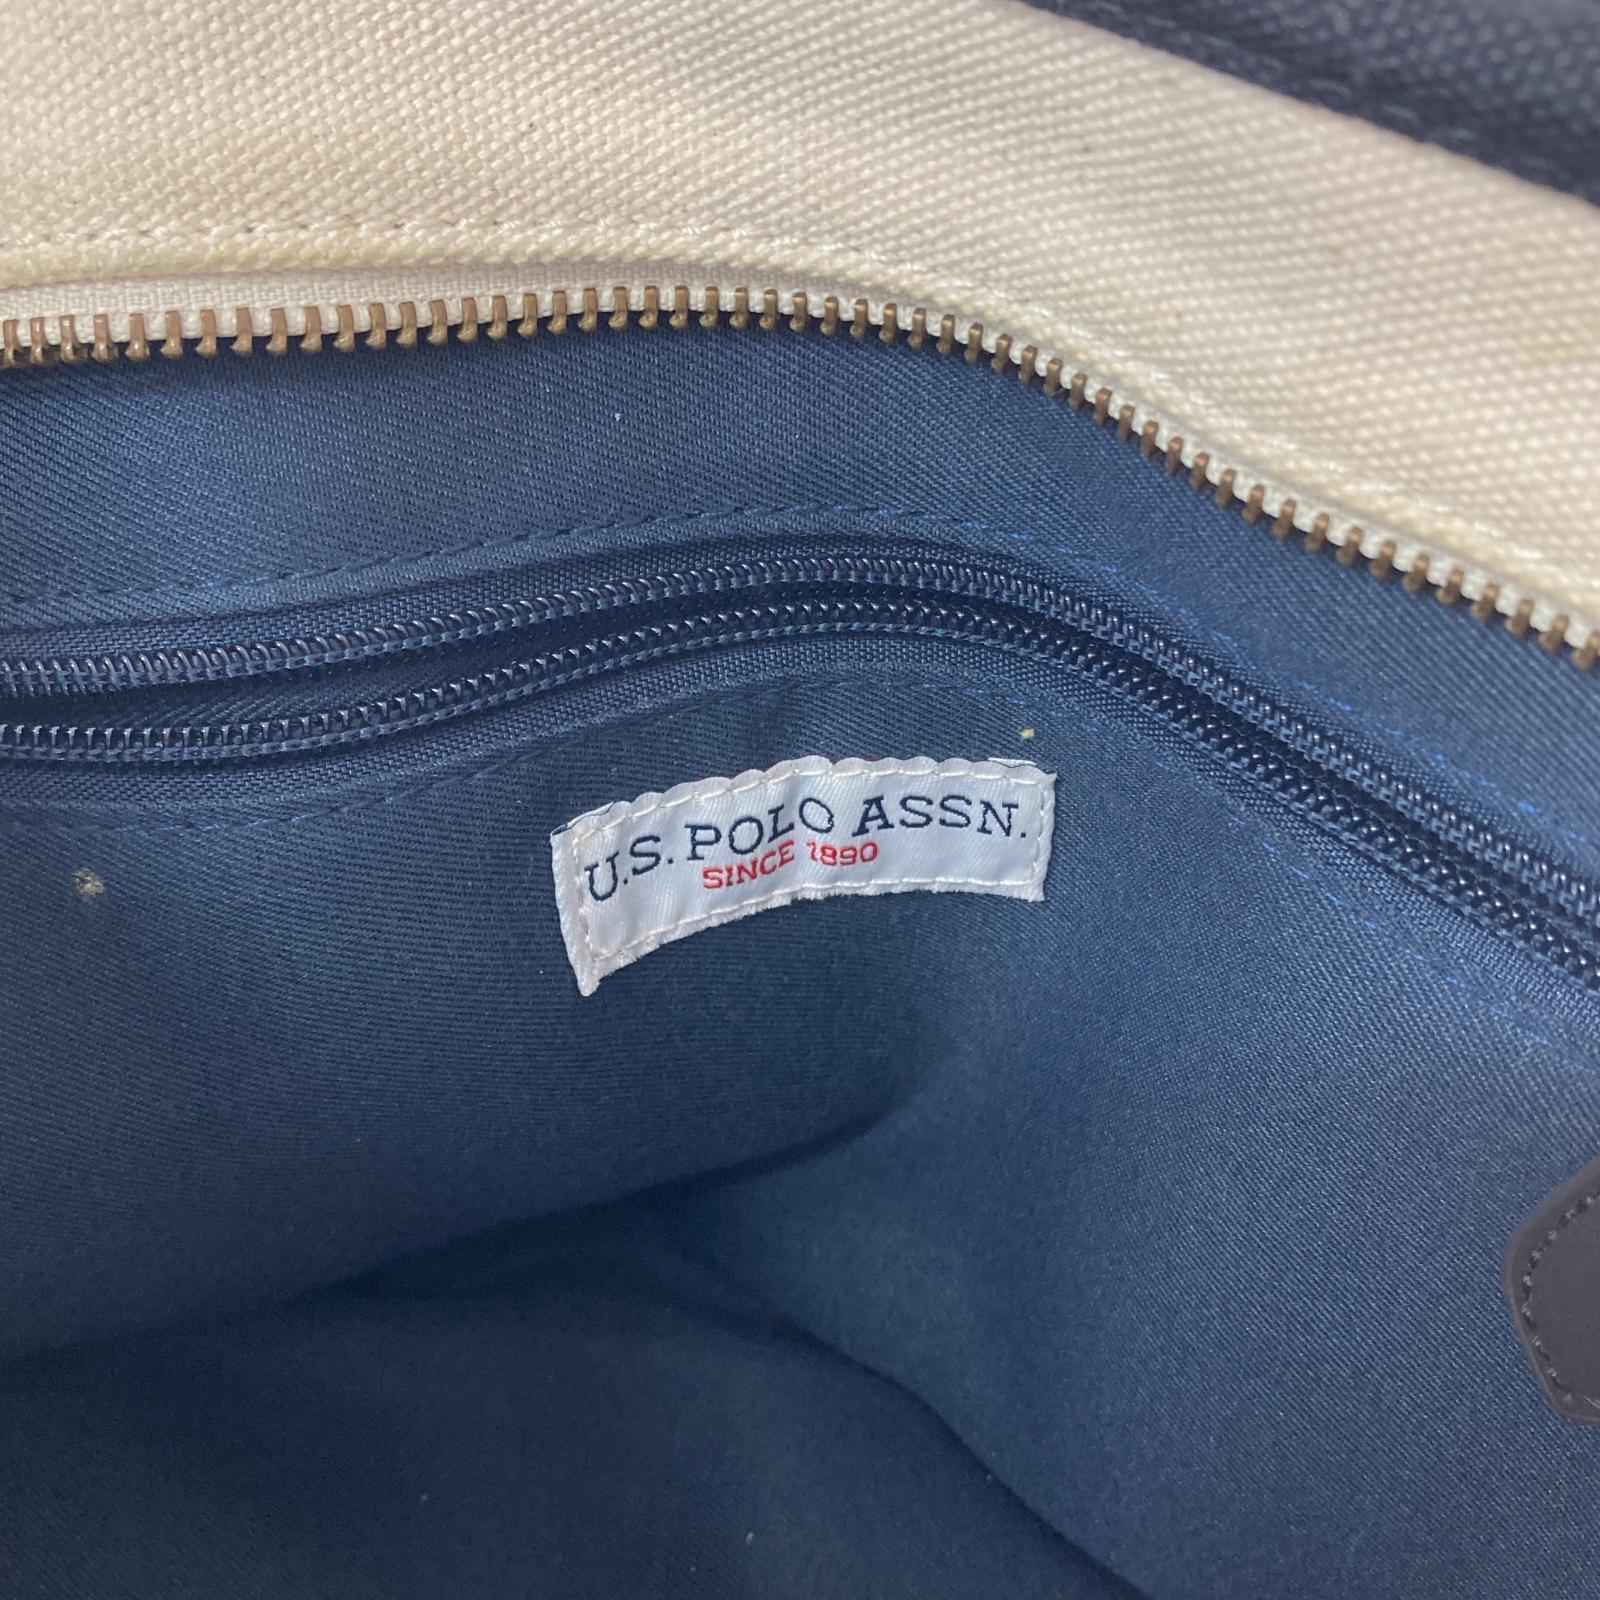 U.S. POLO ASSN.
SINCE 1890